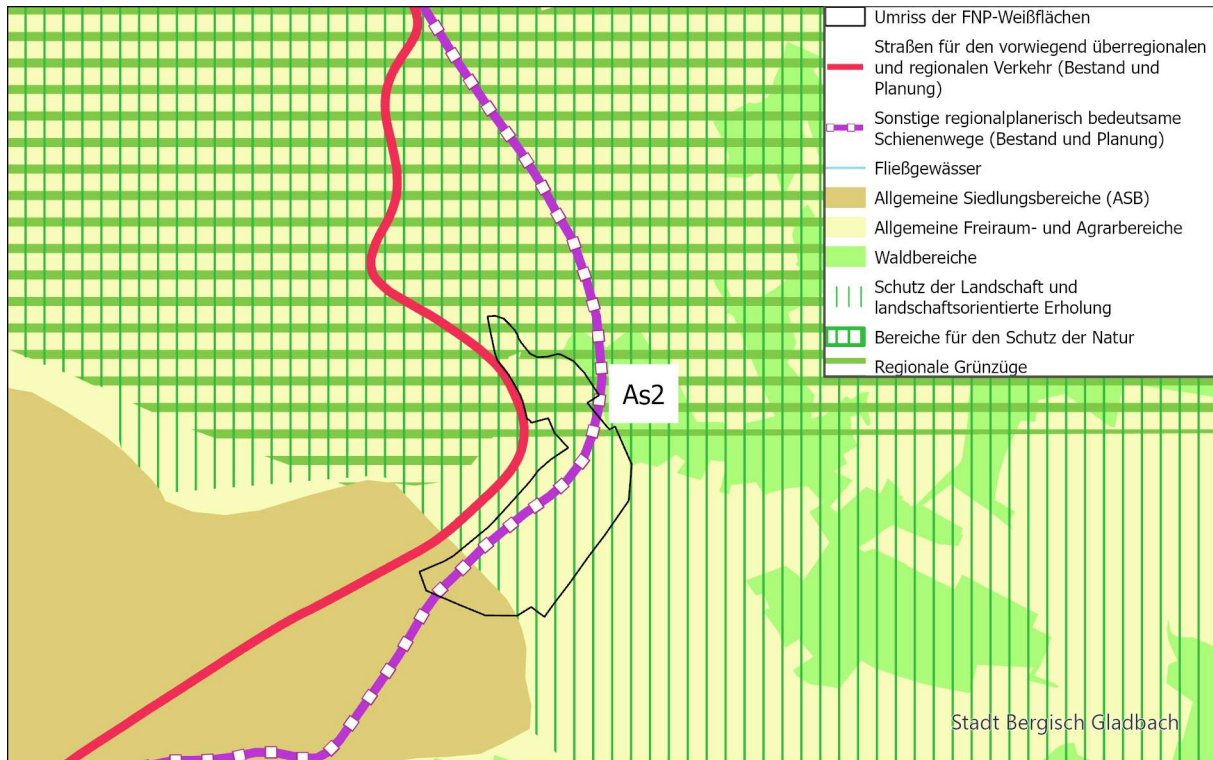 Umriss der FNP-Weißflächen
Straßen für den vorwiegend überregionalen
und regionalen Verkehr (Bestand und
Planung)
Sonstige regionalplanerisch bedeutsame
Schienenwege (Bestand und Planung)
Fließgewässer
Allgemeine Siedlungsbereiche (ASB)
Allgemeine Freiraum- und Agrarbereiche
Waldbereiche
Schutz der Landschaft und
landschaftsorientierte Erholung
Bereiche für den Schutz der Natur
Regionale Grünzüge
As2
Stadt Bergisch Gladbach